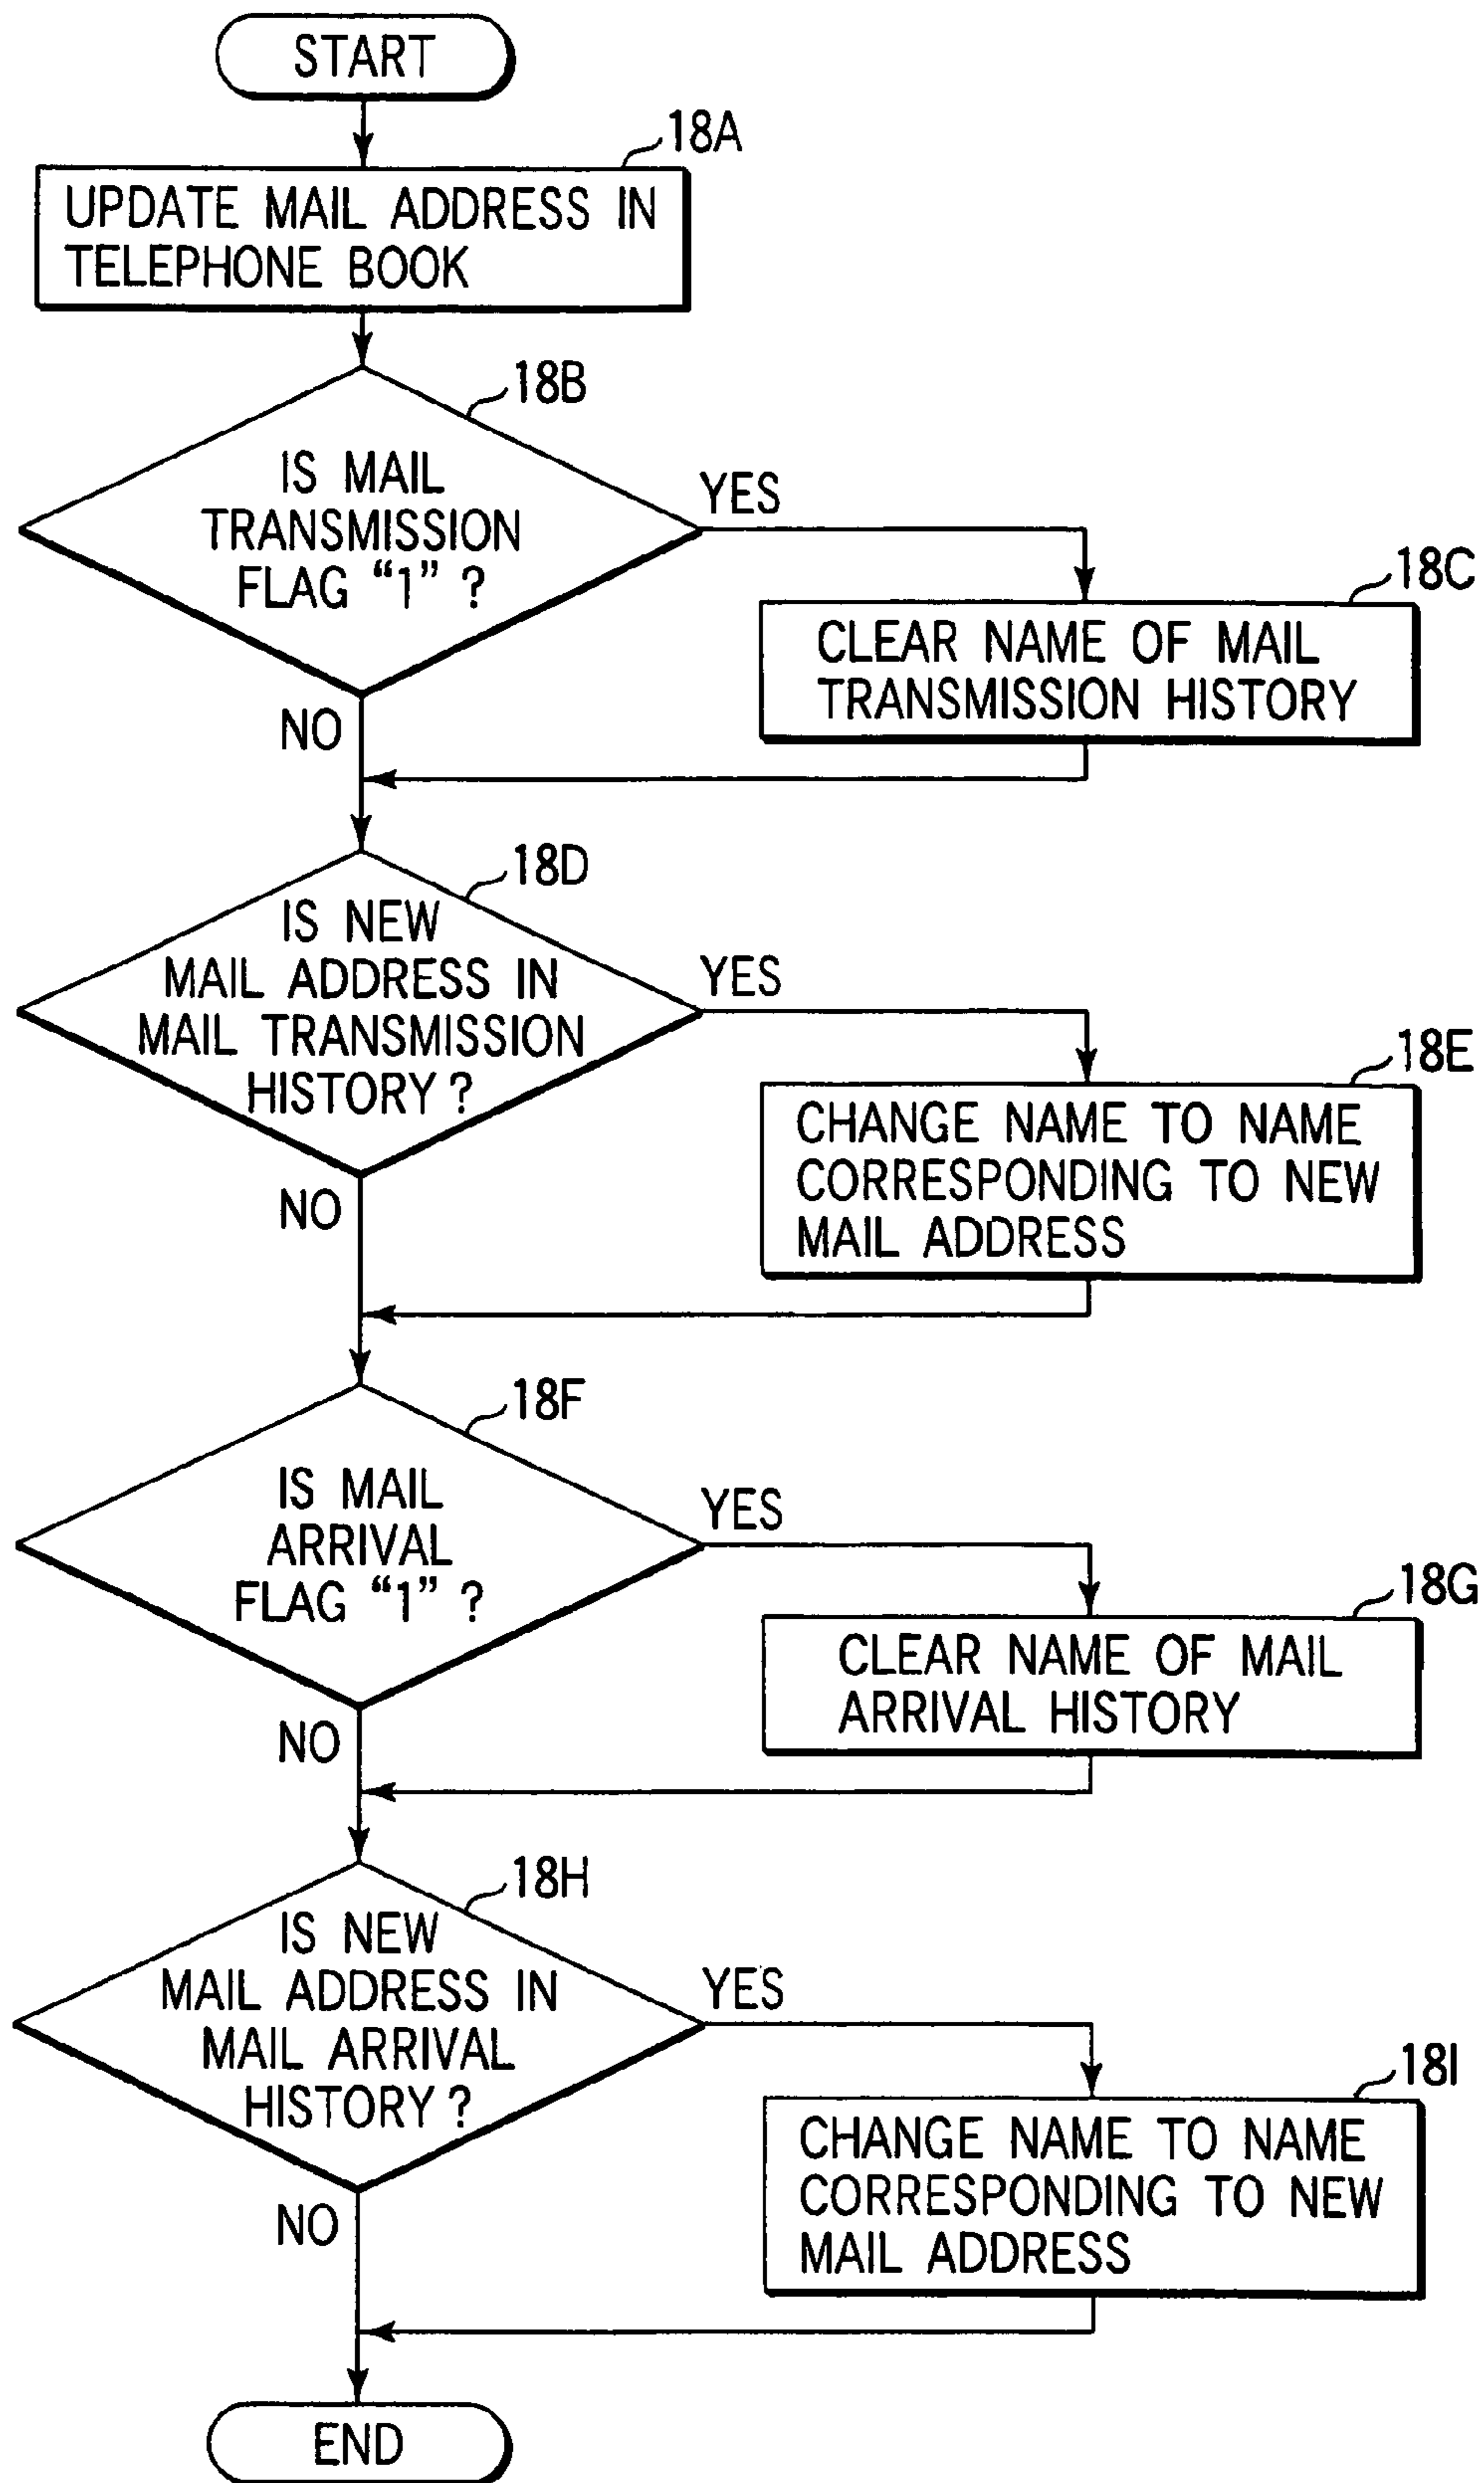 START
18A
UPDATE MAIL ADDRESS IN
TELEPHONE BOOK
18B
IS MAIL
TRANSMISSION
FLAG “1” ?
YES
18C
CLEAR NAME OF MAIL
TRANSMISSION HISTORY
NO
18D
IS NEW
MAIL ADDRESS IN
MAIL TRANSMISSION
HISTORY ?
YES
18E
CHANGE NAME TO NAME
CORRESPONDING TO NEW
MAIL ADDRESS
NO
18F
IS MAIL
ARRIVAL
FLAG “1” ?
YES
18G
CLEAR NAME OF MAIL
ARRIVAL HISTORY
NO
18H
IS NEW
MAIL ADDRESS IN
MAIL ARRIVAL
HISTORY ?
YES
18I
CHANGE NAME TO NAME
CORRESPONDING TO NEW
MAIL ADDRESS
NO
END